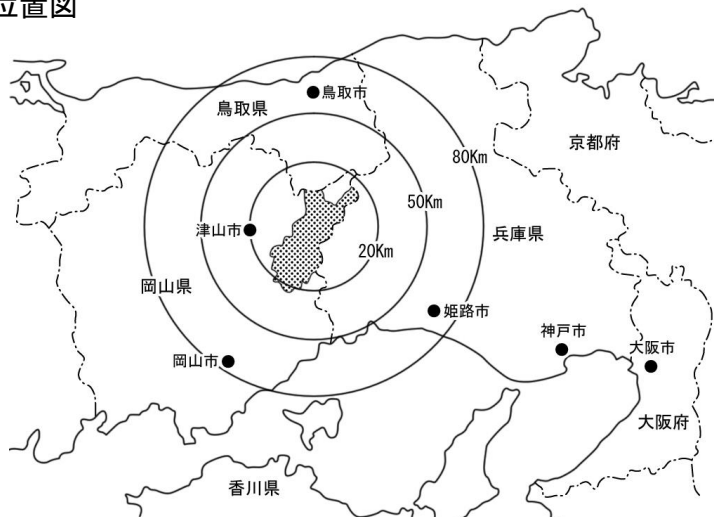 位置図
鳥取市
鳥取県
京都府
80Km
50Km
津山市
兵庫県
20Km
岡山県
姫路市
神戸市
大阪市
岡山市
大阪府
香川県